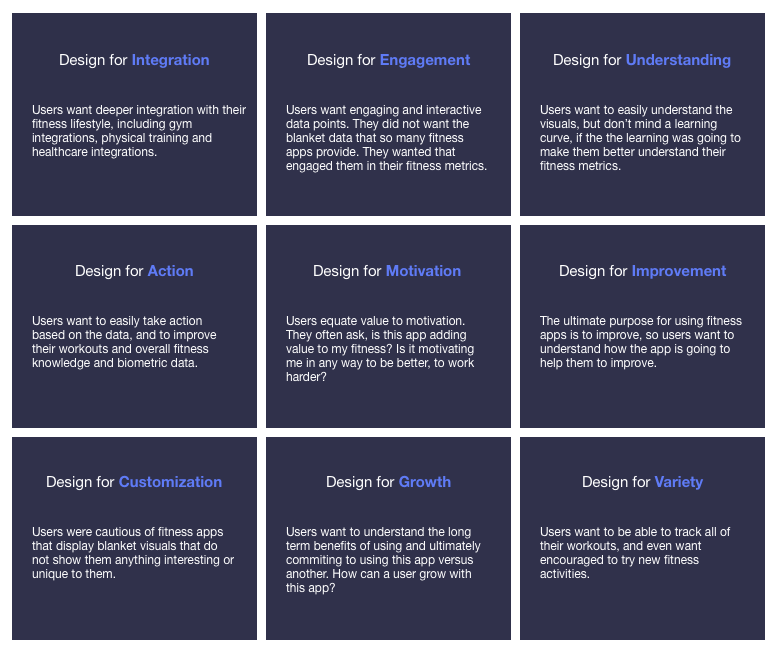 Design for Integration
Users want deeper integration with their
fitness lifestyle, including gym
integrations, physical training and
healthcare integrations.
Design for Engagement
Users want engaging and interactive
data points. They did not want the
blanket data that so many fitness
apps provide. They wanted that
engaged them in their fitness metrics.
Design for Understanding
Users want to easily understand the
visuals, but don't mind a learning
curve, if the the learning was going to
make them better understand their
fitness metrics.
Design for Action
Users want to easily take action
based on the data, and to improve
their workouts and overall fitness
knowledge and biometric data.
Design for Motivation
Users equate value to motivation.
They often ask, is this app adding
value to my fitness? Is it motivating
me in any way to be better, to work
harder?
Design for Improvement
The ultimate purpose for using fitness
apps is to improve, so users want to
understand how the app is going to
help them to improve.
Design for Customization
Users were cautious of fitness apps
that display blanket visuals that do
not show them anything interesting or
unique to them.
Design for Growth
Users want to understand the long
term benefits of using and ultimately
commiting to using this app versus
another. How can a user grow with
this app?
Design for Variety
Users want to be able to track all of
their workouts, and even want
encouraged to try new fitness
activities.